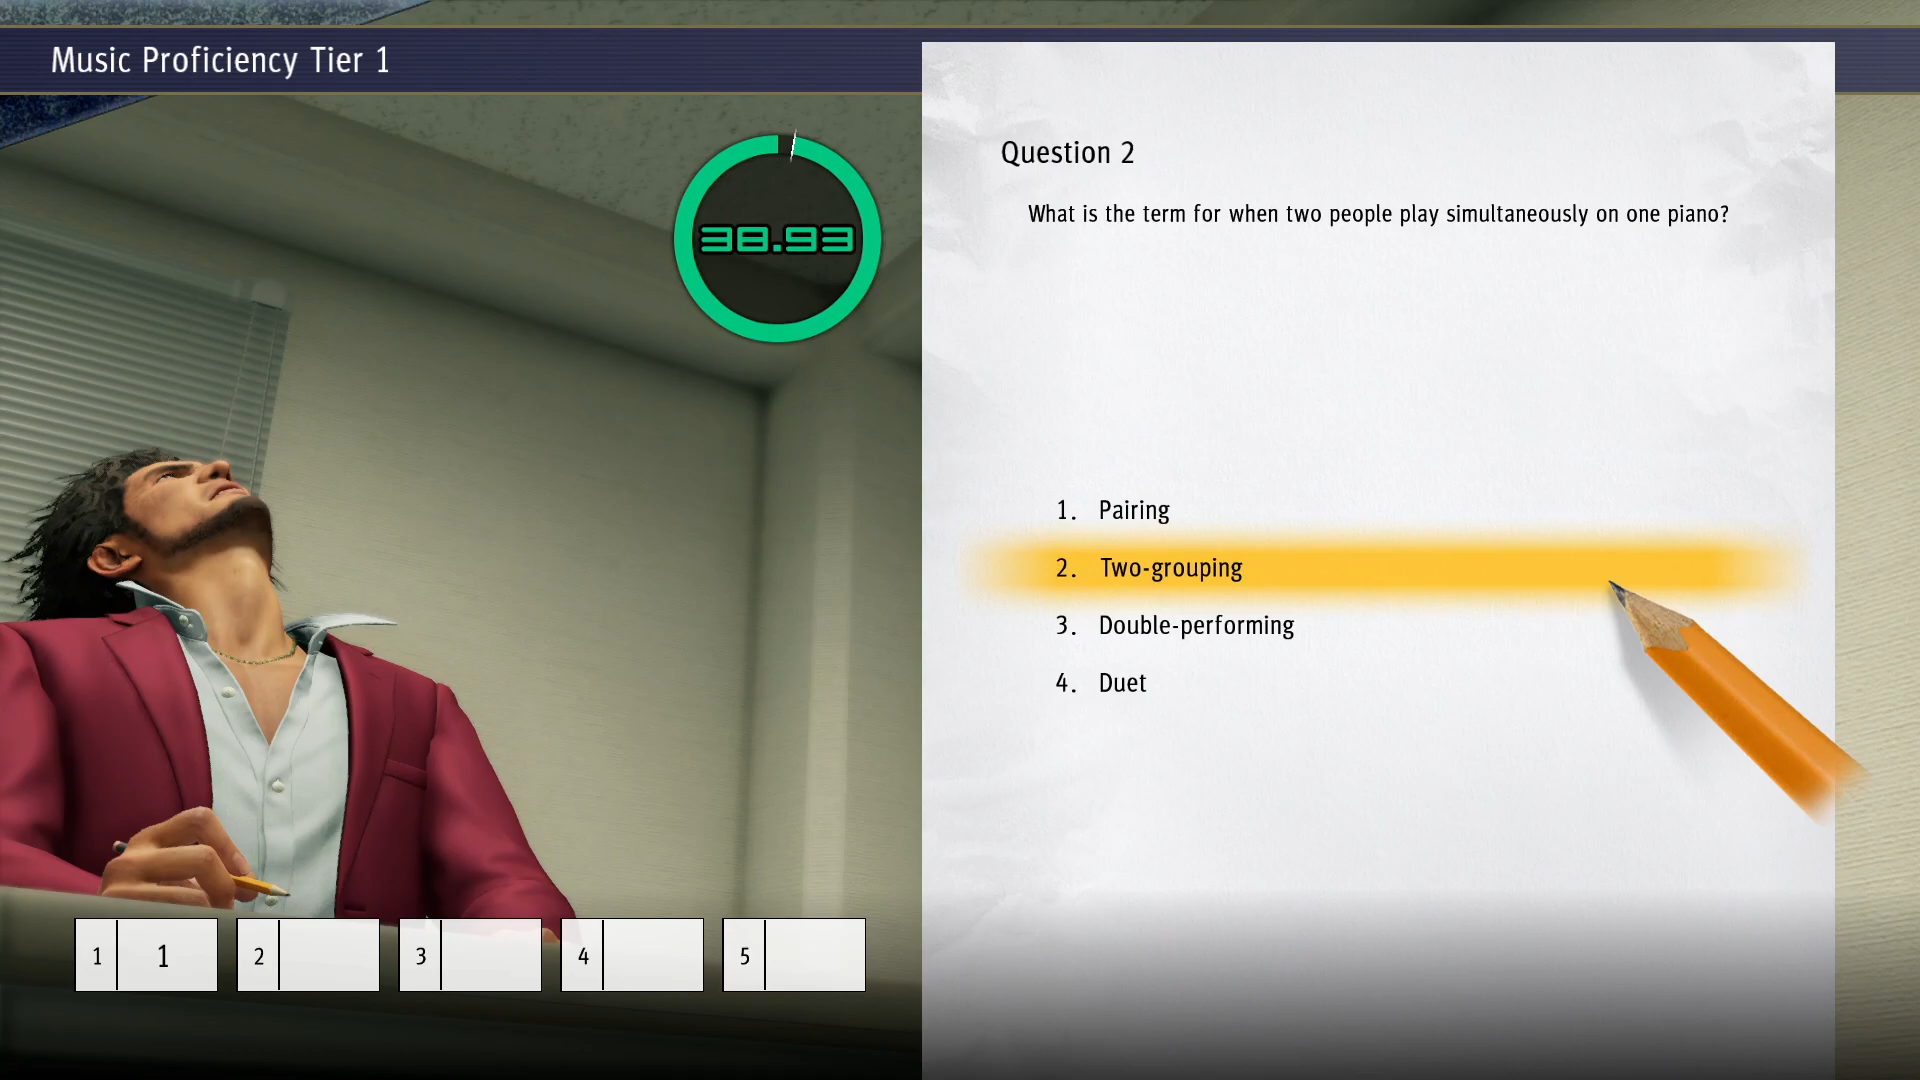 Music Proficiency Tier 1
38.93
Question 2
What is the term for when two people play simultaneously on one piano?
1. Pairing
2. Two-grouping
3. Double-performing
4. Duet
1 1 2 3 4 5